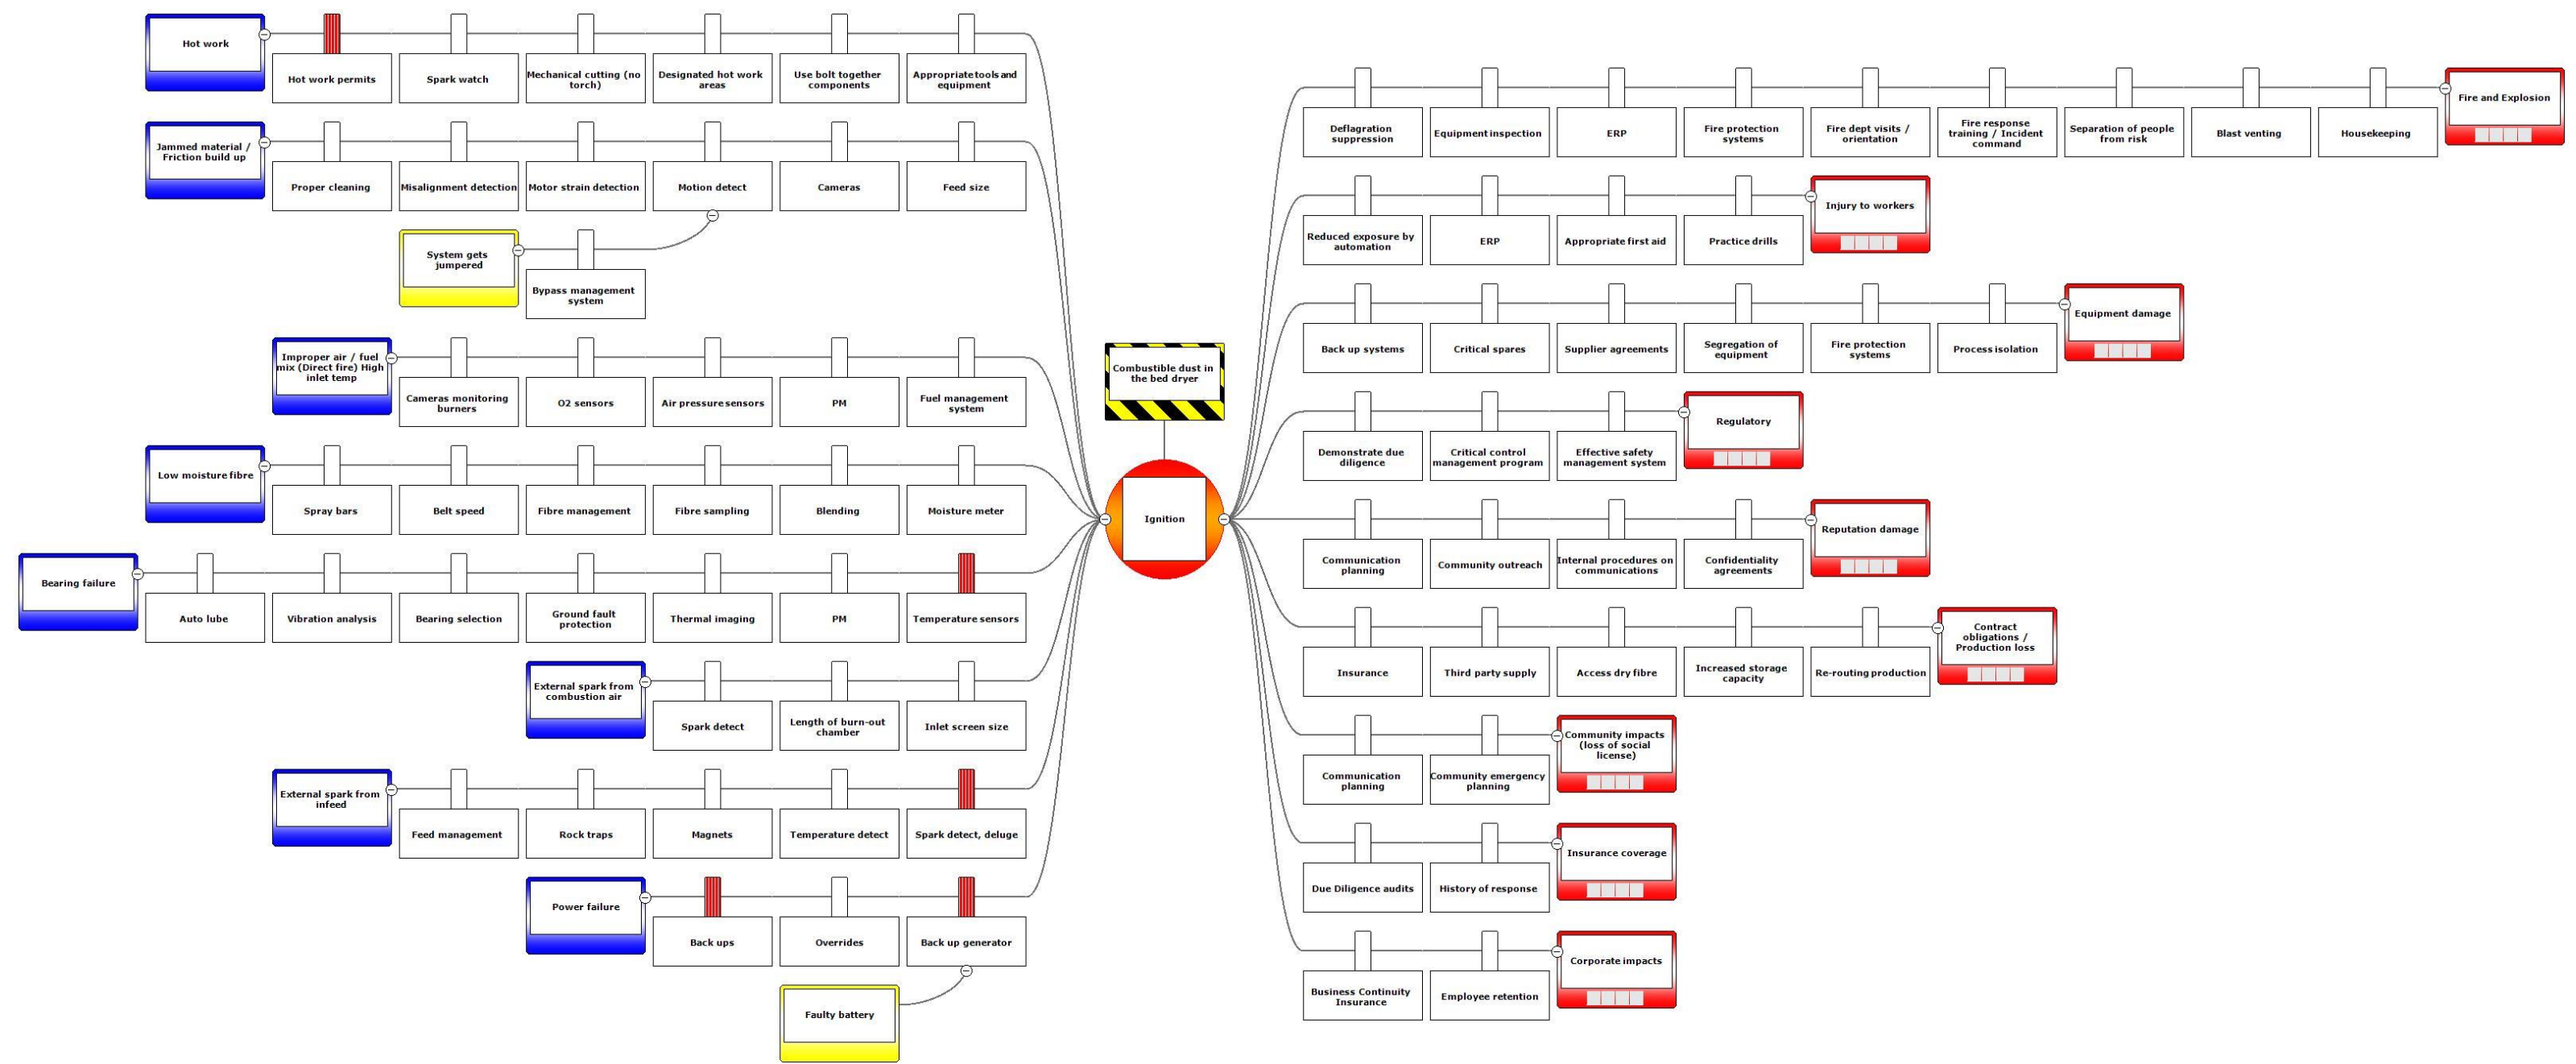 Hot work
Hot work permits
Spark watch
Mechanical cutting (no
torch)
Designated hot work
areas
Use bolt together
components
Appropriate tools and
equipment
Jammed material /
Friction build up
Proper cleaning
Misalignment detection
Motor strain detection
Motion detect
Cameras
Feed size
System gets
jumpered
Bypass management
system
Improper air / fuel
mix (Direct fire) High
inlet temp
Cameras monitoring
burners
O2 sensors
Air pressure sensors
PM
Fuel management
system
Low moisture fibre
Spray bars
Belt speed
Fibre management
Fibre sampling
Blending
Moisture meter
Bearing failure
Auto lube
Vibration analysis
Bearing selection
Ground fault
protection
Thermal imaging
PM
Temperature sensors
External spark from
combustion air
Spark detect
Length of burn-out
chamber
Inlet screen size
External spark from
infeed
Feed management
Rock traps
Magnets
Temperature detect
Spark detect, deluge
Power failure
Back ups
Overrides
Back up generator
Faulty battery
Combustible dust in
the bed dryer
Ignition
Deflagration
suppression
Equipment inspection
ERP
Fire protection
systems
Fire dept visits /
orientation
Fire response
training / Incident
command
Separation of people
from risk
Blast venting
Housekeeping
Fire and Explosion
Reduced exposure by
automation
ERP
Appropriate first aid
Practice drills
Injury to workers
Back up systems
Critical spares
Supplier agreements
Segregation of
equipment
Fire protection
systems
Process isolation
Equipment damage
Demonstrate due
diligence
Critical control
management program
Effective safety
management system
Regulatory
Communication
planning
Community outreach
Internal procedures on
communications
Confidentiality
agreements
Reputation damage
Insurance
Third party supply
Access dry fibre
Increased storage
capacity
Re-routing production
Contract
obligations /
Production loss
Communication
planning
Community emergency
planning
Community impacts
(loss of social
license)
Due Diligence audits
History of response
Insurance coverage
Business Continuity
Insurance
Employee retention
Corporate impacts